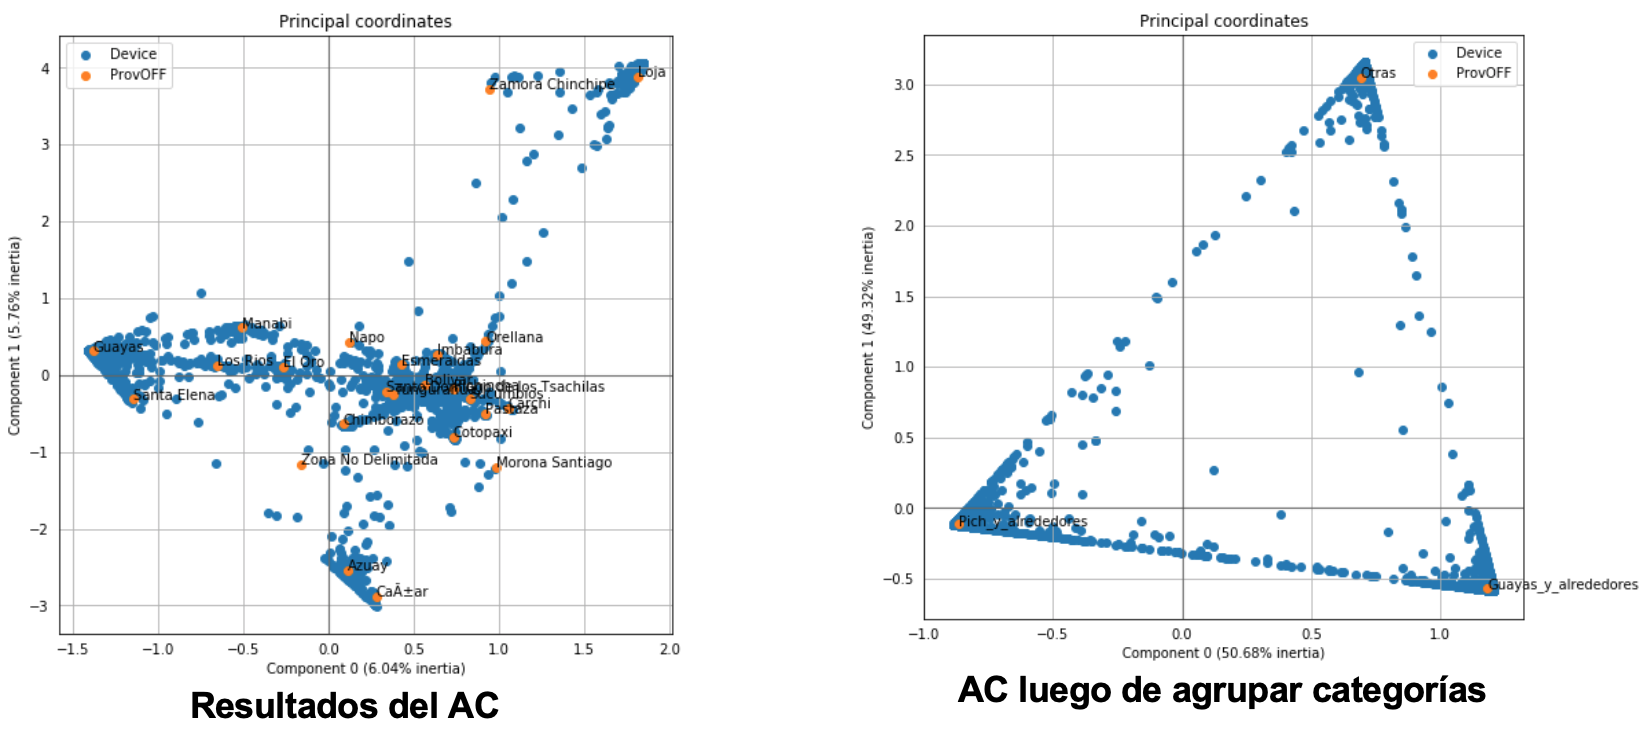 Principal coordinates
Device
ProvOFF
Loja
Zamora Chinchipe
Manabi
Guayas
Los Rios
El Oro
Santa Elena
Napo
Orellana
Imbabura
Esmeraldas
Bolivar
Sucumbios
Carchi
Pastaza
Chimborazo
Cotopaxi
Zona No Delimitada
Morona Santiago
Azuay
CaÃ±ar
4
3
2
1
0
−1
−2
−3
−1.5 −1.0 −0.5 0.0 0.5 1.0 1.5 2.0
Component 1 (5.76% inertia)
Component 0 (6.04% inertia)
Resultados del AC
Principal coordinates
Device
ProvOFF
Otras
Pich_y_alrededores
Guayas_y_alrededores
3.0
2.5
2.0
1.5
1.0
0.5
0.0
−0.5
−1.0 −0.5 0.0 0.5 1.0
Component 1 (49.32% inertia)
Component 0 (50.68% inertia)
AC luego de agrupar categorías